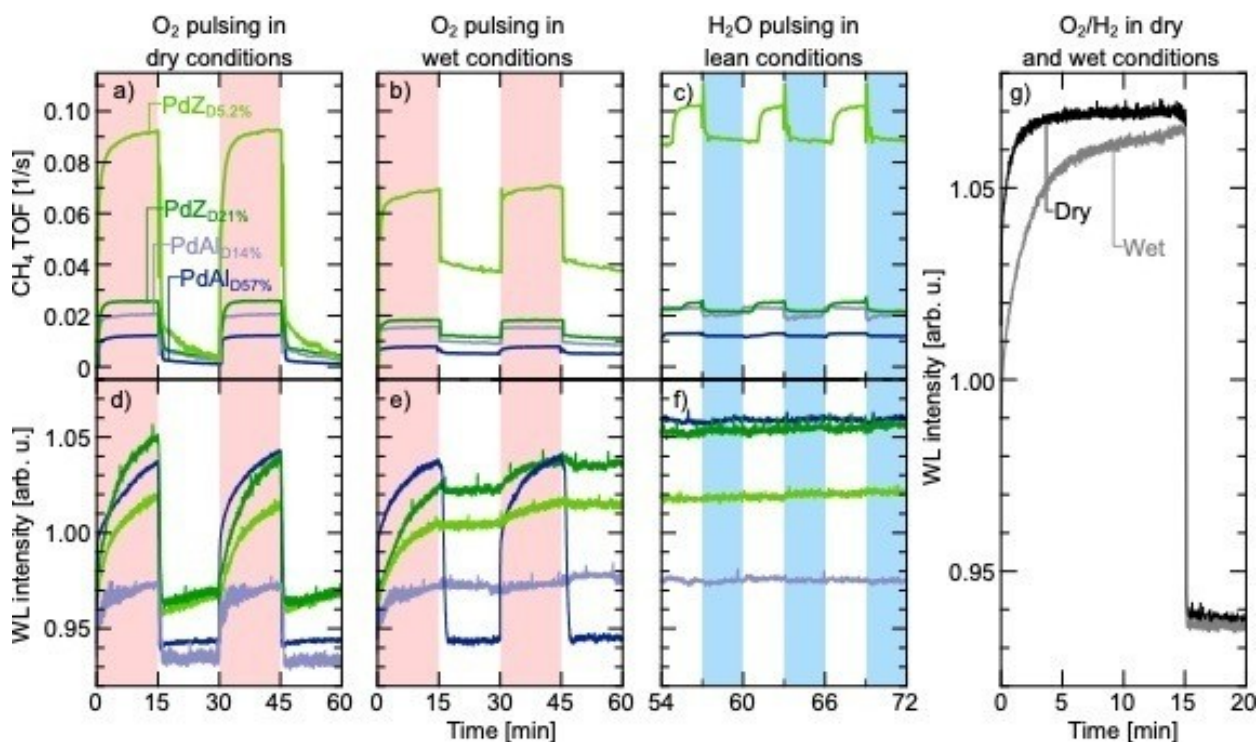 O₂ pulsing in
dry conditions
O₂ pulsing in
wet conditions
H₂O pulsing in
lean conditions
O₂/H₂ in dry
and wet conditions
a)
b)
c)
g)
PdZD5.2%
PdZD21%
PdAlD14%
PdAlD57%
CH₄ TOF [1/s]
0.10
0.08
0.06
0.04
0.02
0
d)
e)
f)
WL intensity [arb. u.]
1.05
1.00
0.95
0 15 30 45 60
0 15 30 45 60
54 60 66 72
Time [min]
Time [min]
Time [min]
WL intensity [arb. u.]
1.05
1.00
0.95
Dry
Wet
0 5 10 15 20
Time [min]